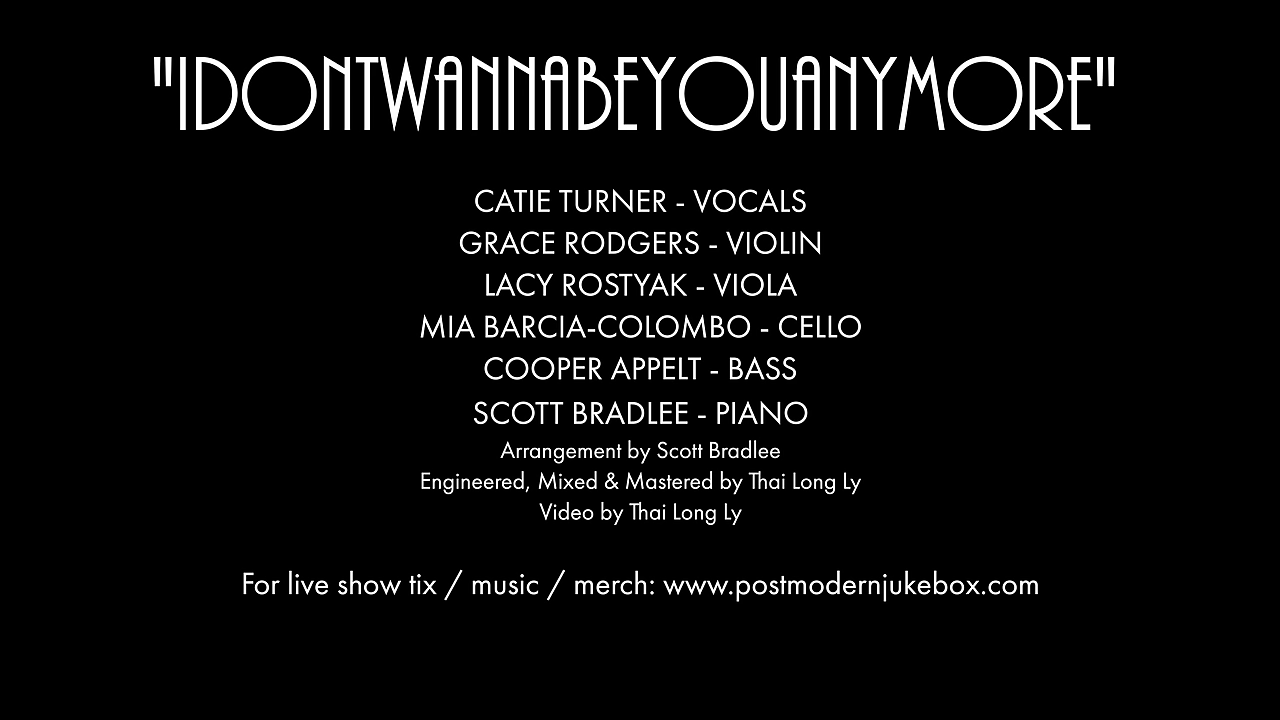 "IDONTWANNABEYOUANYMORE"
CATIE TURNER - VOCALS
GRACE RODGERS - VIOLIN
LACY ROSTYAK - VIOLA
MIA BARCIA-COLOMBO - CELLO
COOPER APPELT - BASS
SCOTT BRADLEE - PIANO
Arrangement by Scott Bradlee
Engineered, Mixed & Mastered by Thai Long Ly
Video by Thai Long Ly
For live show tix / music / merch: www.postmodernjukebox.com